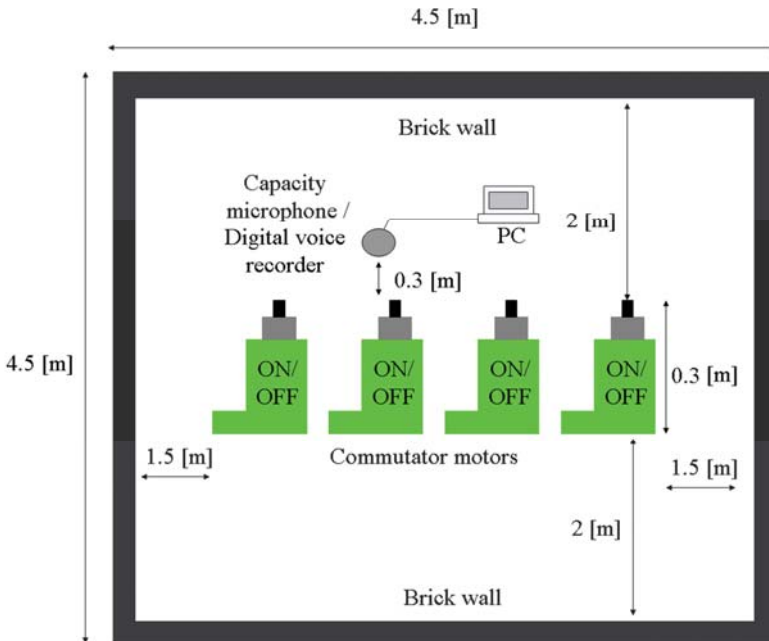 4.5 [m]
Brick wall
Capacity
microphone /
Digital voice
recorder
PC
2 [m]
0.3 [m]
ON/
OFF
ON/
OFF
ON/
OFF
ON/
OFF
4.5 [m]
0.3 [m]
1.5 [m]
Commutator motors
1.5 [m]
2 [m]
Brick wall